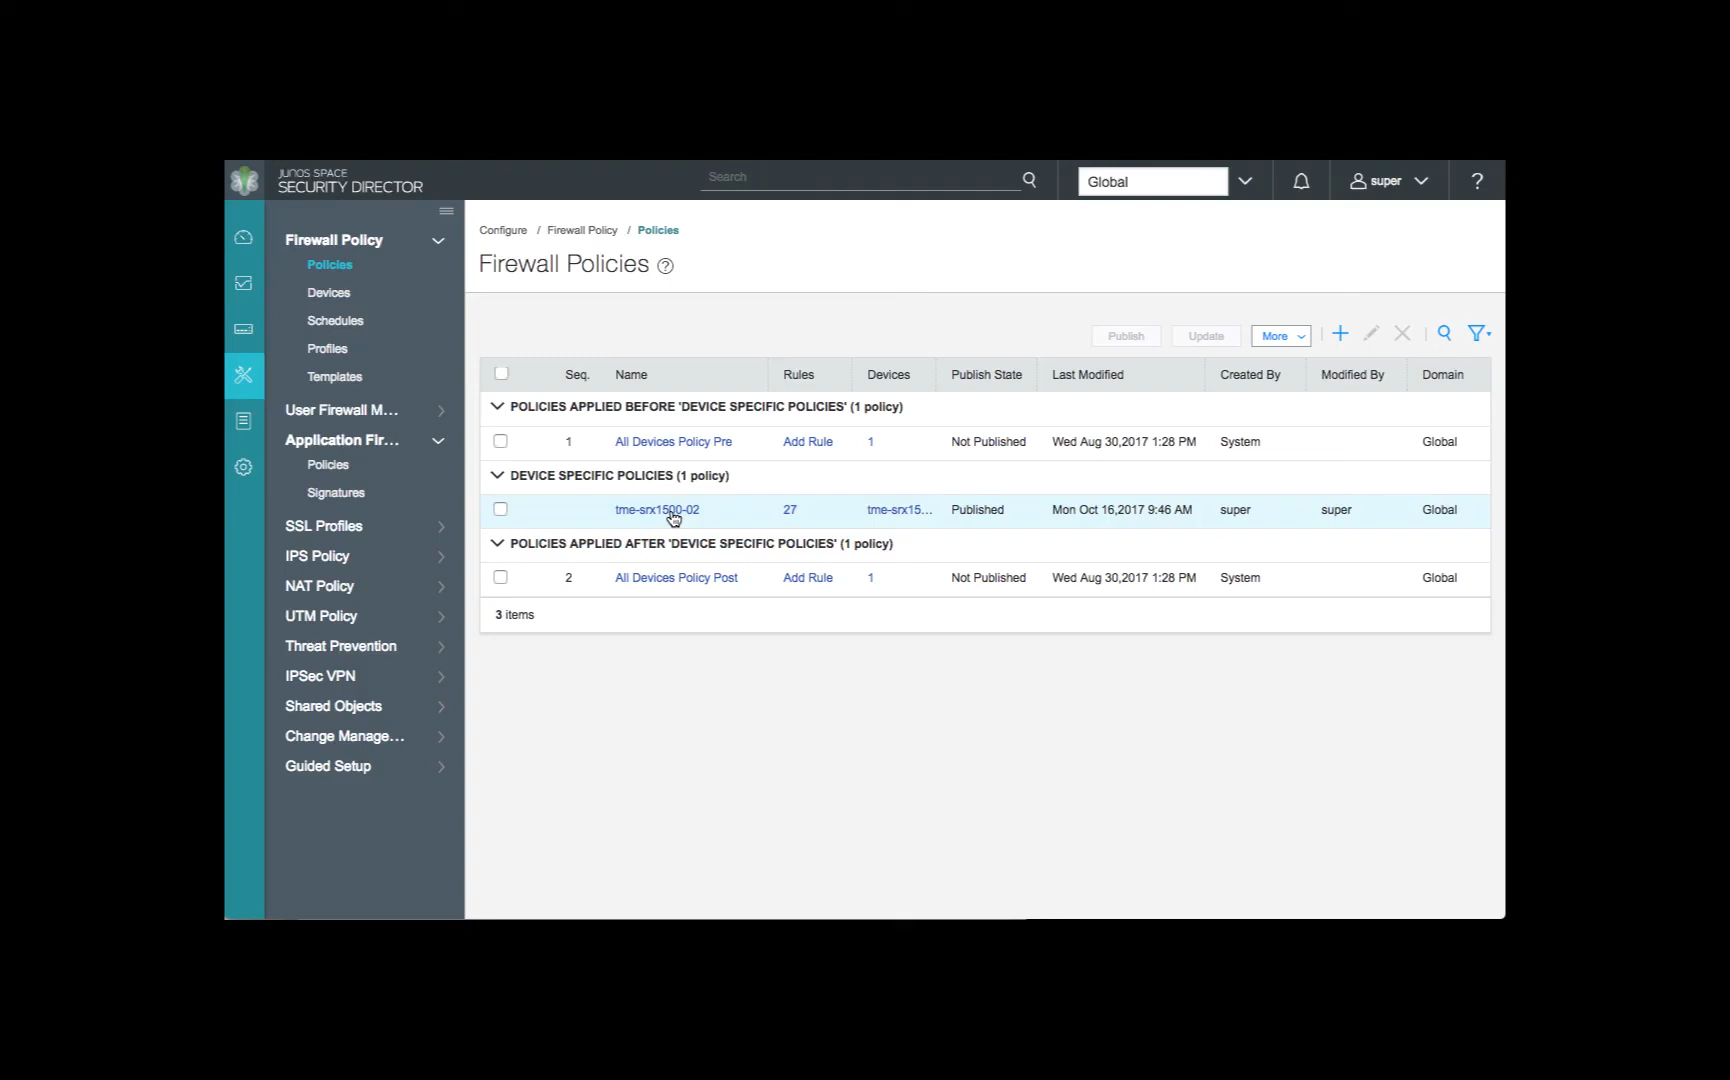 JUNOS SPACE
SECURITY DIRECTOR
Search
Global
super
?
Firewall Policy
Policies
Devices
Schedules
Profiles
Templates
User Firewall M...
Application Fir...
Policies
Signatures
SSL Profiles
IPS Policy
NAT Policy
UTM Policy
Threat Prevention
IPSec VPN
Shared Objects
Change Manage...
Guided Setup
Configure / Firewall Policy / Policies
Firewall Policies ?
Publish Update More
Seq. Name Rules Devices Publish State Last Modified Created By Modified By Domain
POLICIES APPLIED BEFORE 'DEVICE SPECIFIC POLICIES' (1 policy)
1 All Devices Policy Pre Add Rule 1 Not Published Wed Aug 30,2017 1:28 PM System Global
DEVICE SPECIFIC POLICIES (1 policy)
tme-srx1500-02 27 tme-srx15... Published Mon Oct 16,2017 9:46 AM super super Global
POLICIES APPLIED AFTER 'DEVICE SPECIFIC POLICIES' (1 policy)
2 All Devices Policy Post Add Rule 1 Not Published Wed Aug 30,2017 1:28 PM System Global
3 items